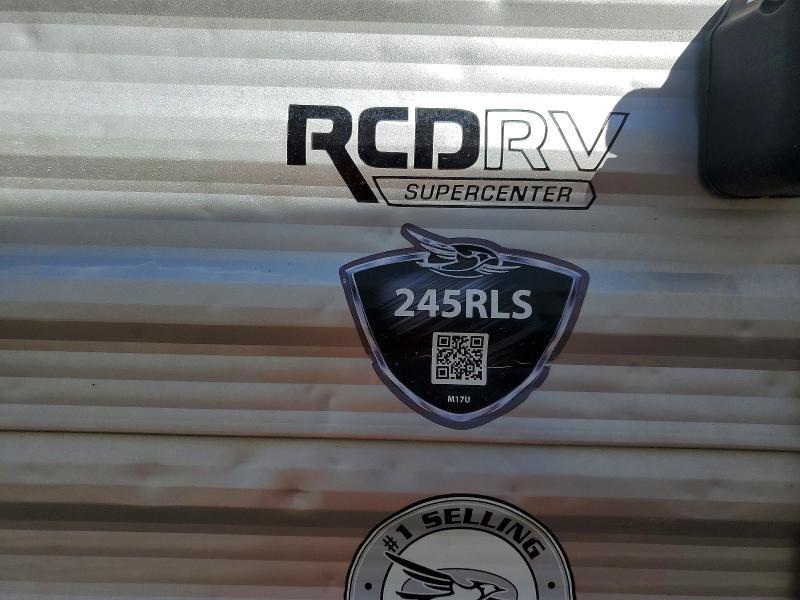 RCDRV
SUPERCENTER
245RLS
M17U
#1 SELLING